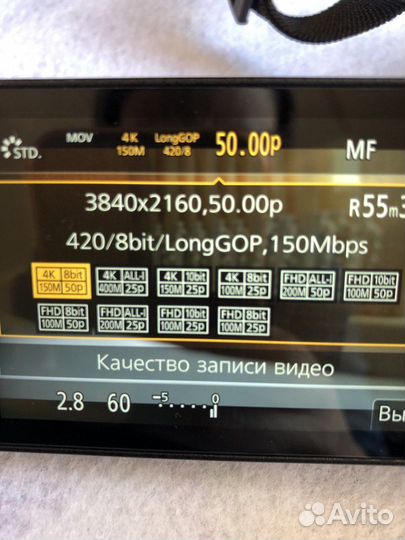 STD. MOV 4K 150M LongGOP 420/8 50.00p MF
3840x2160,50.00p R55m3
420/8bit/LongGOP,150Mbps
4K 8bit 150M 50p 4K ALL-I 400M 25p 4K 10bit 150M 25p 4K 8bit 100M 25p FHD ALL-I 200M 50p FHD 10bit 100M 50p
FHD 8bit 100M 50p FHD ALL-I 200M 25p FHD 10bit 100M 25p FHD 8bit 100M 25p
Качество записи видео
2.8 60 −5 0 Вы
Avito